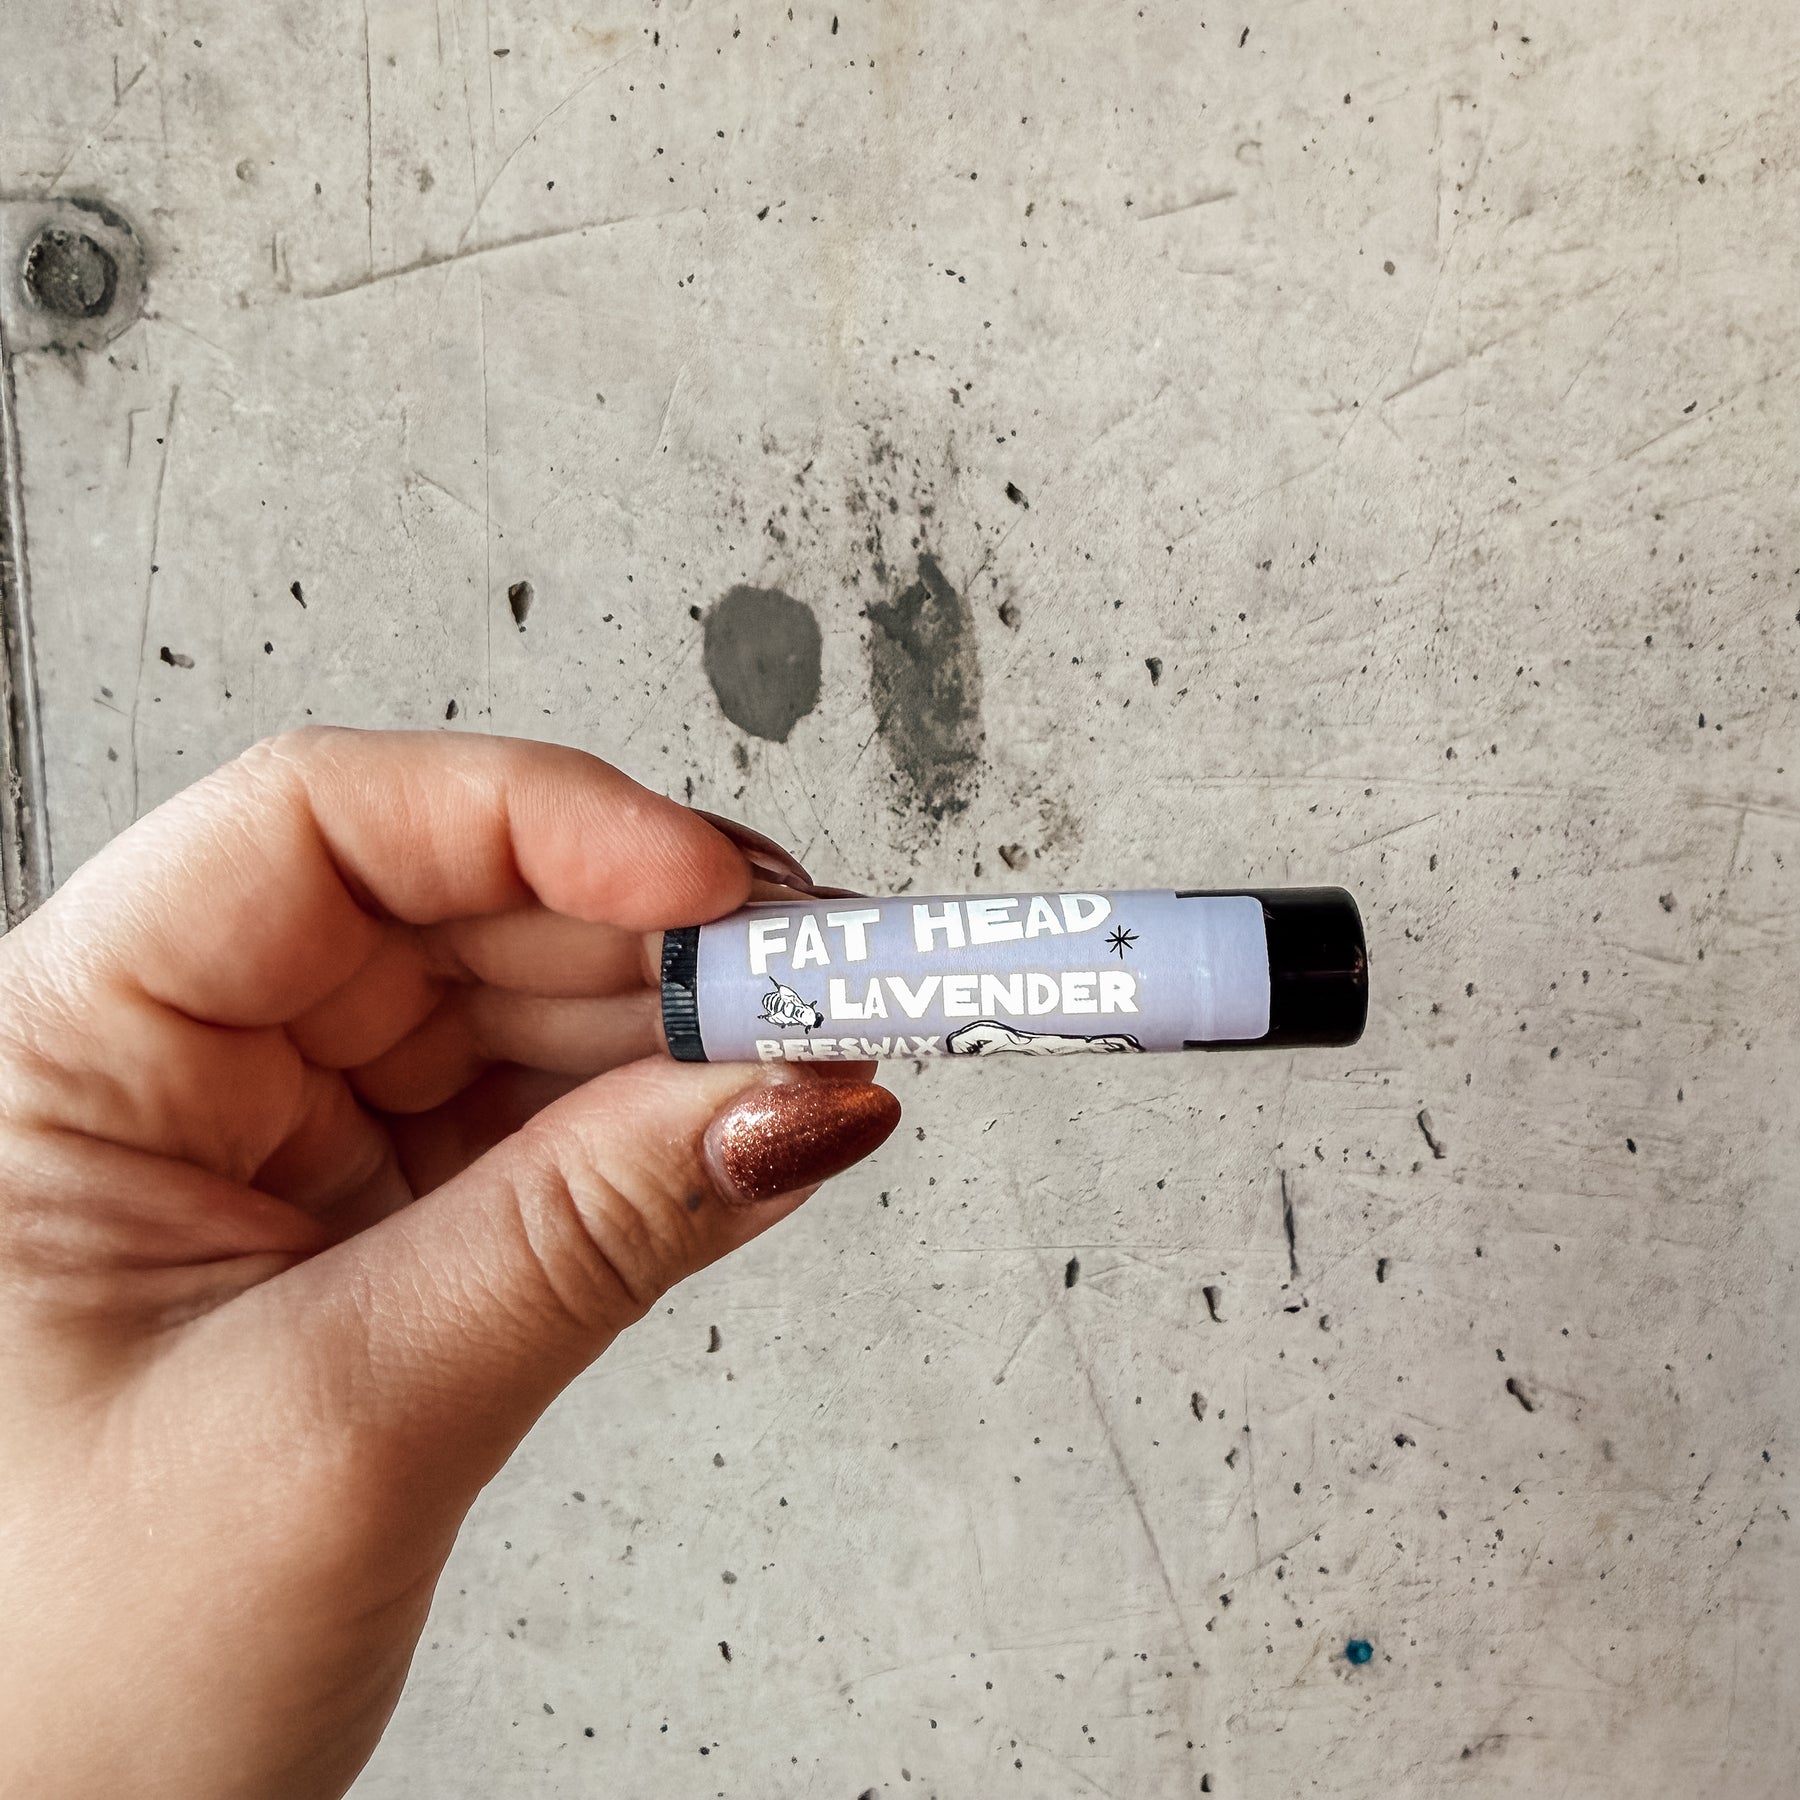 FAT HEAD
LAVENDER
BEESWAX